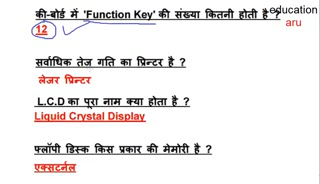 education
aru
की-बोर्ड में 'Function Key' की संख्या कितनी होती है ?
12
सर्वाधिक तेज गति का प्रिन्टर है ?
लेजर प्रिन्टर
L.C.D का पूरा नाम क्या होता है ?
Liquid Crystal Display
फ्लॉपी डिस्क किस प्रकार की मेमोरी है ?
एक्सटर्नल